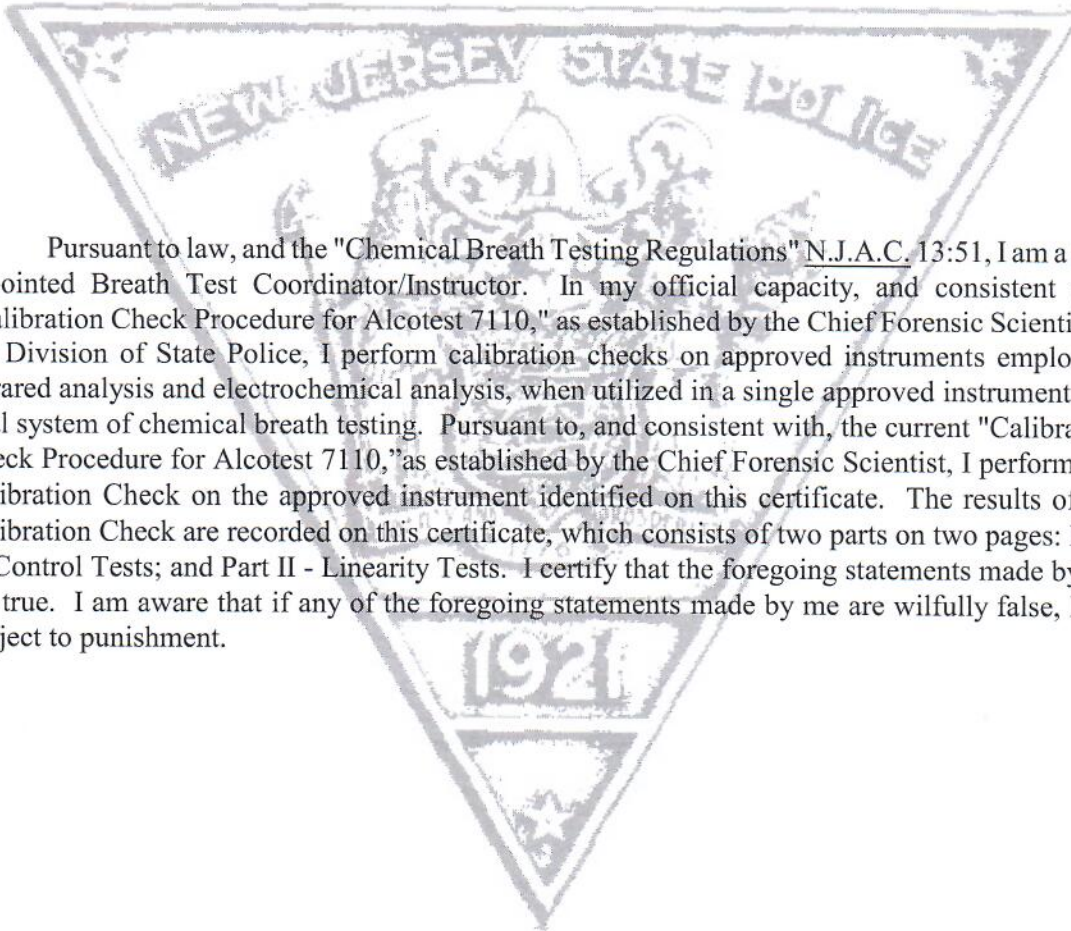 NEW JERSEY STATE POLICE
Pursuant to law, and the "Chemical Breath Testing Regulations" N.J.A.C. 13:51, I am a
ointed Breath Test Coordinator/Instructor. In my official capacity, and consistent
alibration Check Procedure for Alcotest 7110," as established by the Chief Forensic Scienti
Division of State Police, I perform calibration checks on approved instruments emplo
ared analysis and electrochemical analysis, when utilized in a single approved instrument
l system of chemical breath testing. Pursuant to, and consistent with, the current "Calibra
eck Procedure for Alcotest 7110,”as established by the Chief Forensic Scientist, I perform
ibration Check on the approved instrument identified on this certificate. The results of
ibration Check are recorded on this certificate, which consists of two parts on two pages:
Control Tests; and Part II - Linearity Tests. I certify that the foregoing statements made by
true. I am aware that if any of the foregoing statements made by me are wilfully false,
ject to punishment.
1921